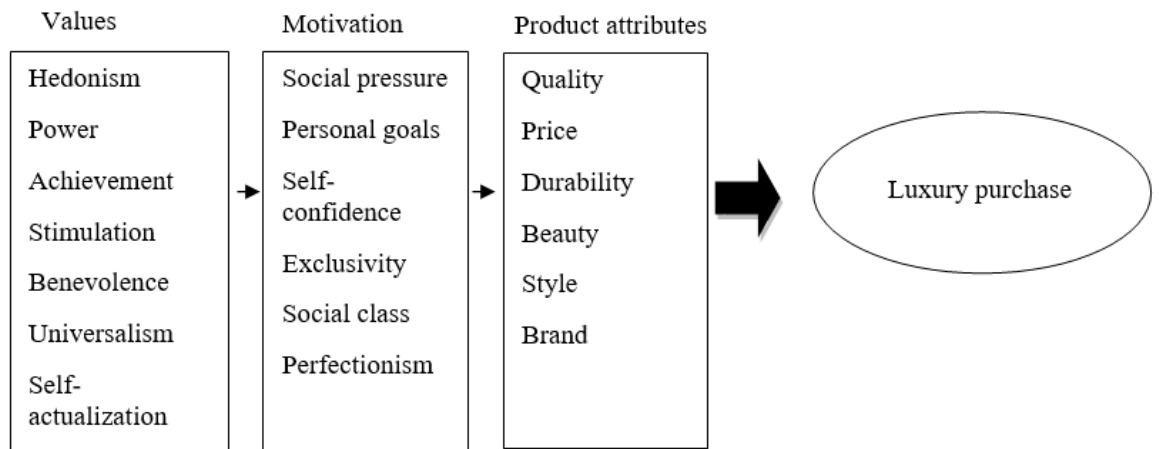 Values
Motivation
Product attributes
Hedonism
Power
Achievement
Stimulation
Benevolence
Universalism
Self-
actualization
Social pressure
Personal goals
Self-
confidence
Exclusivity
Social class
Perfectionism
Quality
Price
Durability
Beauty
Style
Brand
Luxury purchase